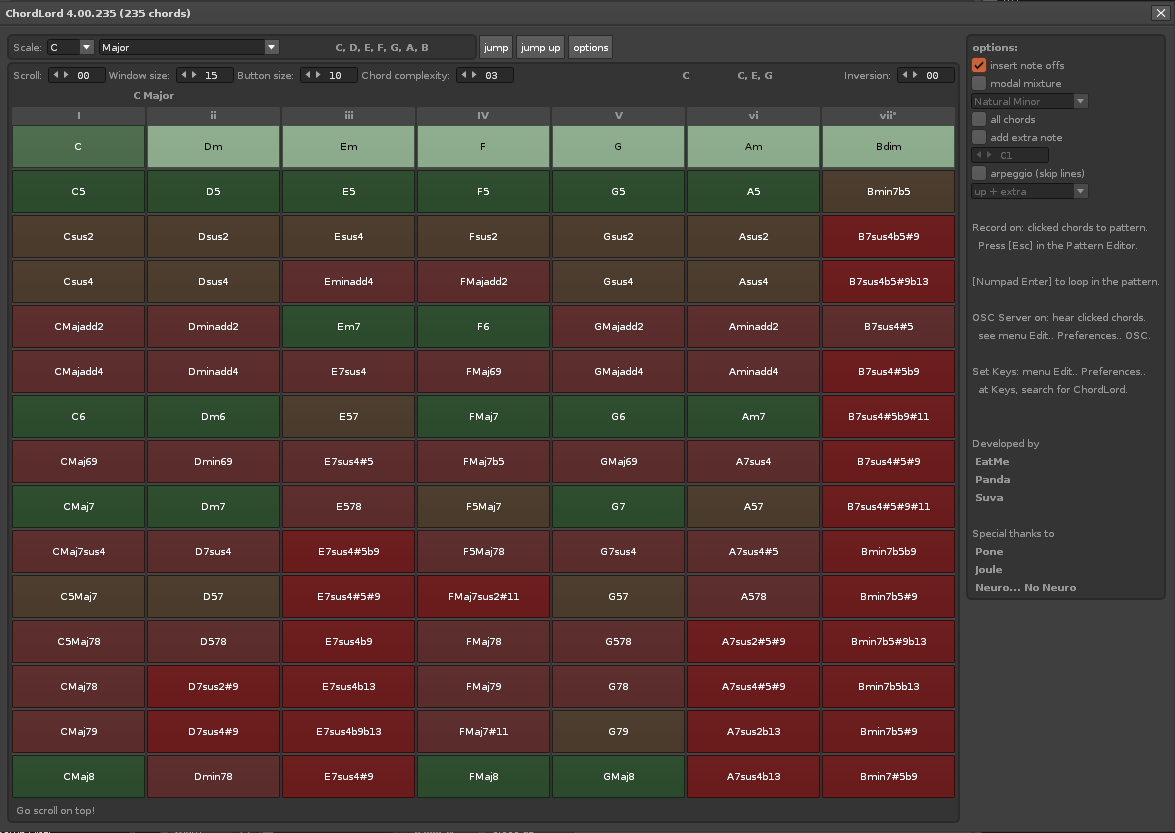 ChordLord 4.00.235 (235 chords)
Scale: C Major C, D, E, F, G, A, B jump jump up options
Scroll: 00 Window size: 15 Button size: 10 Chord complexity: 03 C C, E, G Inversion: 00
C Major
I ii iii IV V vi vii°
C Dm Em F G Am Bdim
C5 D5 E5 F5 G5 A5 Bmin7b5
Csus2 Dsus2 Esus4 Fsus2 Gsus2 Asus2 B7sus4b5#9
Csus4 Dsus4 Eminadd4 FMajadd2 Gsus4 Asus4 B7sus4b5#9b13
CMajadd2 Dminadd2 Em7 F6 GMajadd2 Aminadd2 B7sus4#5
CMajadd4 Dminadd4 E7sus4 FMaj69 GMajadd4 Aminadd4 B7sus4#5b9
C6 Dm6 E57 FMaj7 G6 Am7 B7sus4#5b9#11
CMaj69 Dmin69 E7sus4#5 FMaj7b5 GMaj69 A7sus4 B7sus4#5#9
CMaj7 Dm7 E578 F5Maj7 G7 A57 B7sus4#5#9#11
CMaj7sus4 D7sus4 E7sus4#5b9 F5Maj78 G7sus4 A7sus4#5 Bmin7b5b9
C5Maj7 D57 E7sus4#5#9 FMaj7sus2#11 G57 A578 Bmin7b5#9
C5Maj78 D578 E7sus4b9 FMaj78 G578 A7sus2#5#9 Bmin7b5#9b13
CMaj78 D7sus2#9 E7sus4b13 FMaj79 G78 A7sus4#5#9 Bmin7b5b13
CMaj79 D7sus4#9 E7sus4b9b13 FMaj7#11 G79 A7sus2b13 Bmin7b5#9
CMaj8 Dmin78 E7sus4#9 FMaj8 GMaj8 A7sus4b13 Bmin7#5b9
Go scroll on top!
options:
insert note offs
modal mixture
Natural Minor
all chords
add extra note
C1
arpeggio (skip lines)
up + extra
Record on: clicked chords to pattern.
Press [Esc] in the Pattern Editor.
[Numpad Enter] to loop in the pattern.
OSC Server on: hear clicked chords.
see menu Edit.. Preferences.. OSC.
Set Keys: menu Edit.. Preferences..
at Keys, search for ChordLord.
Developed by
EatMe
Panda
Suva
Special thanks to
Pone
Joule
Neuro... No Neuro